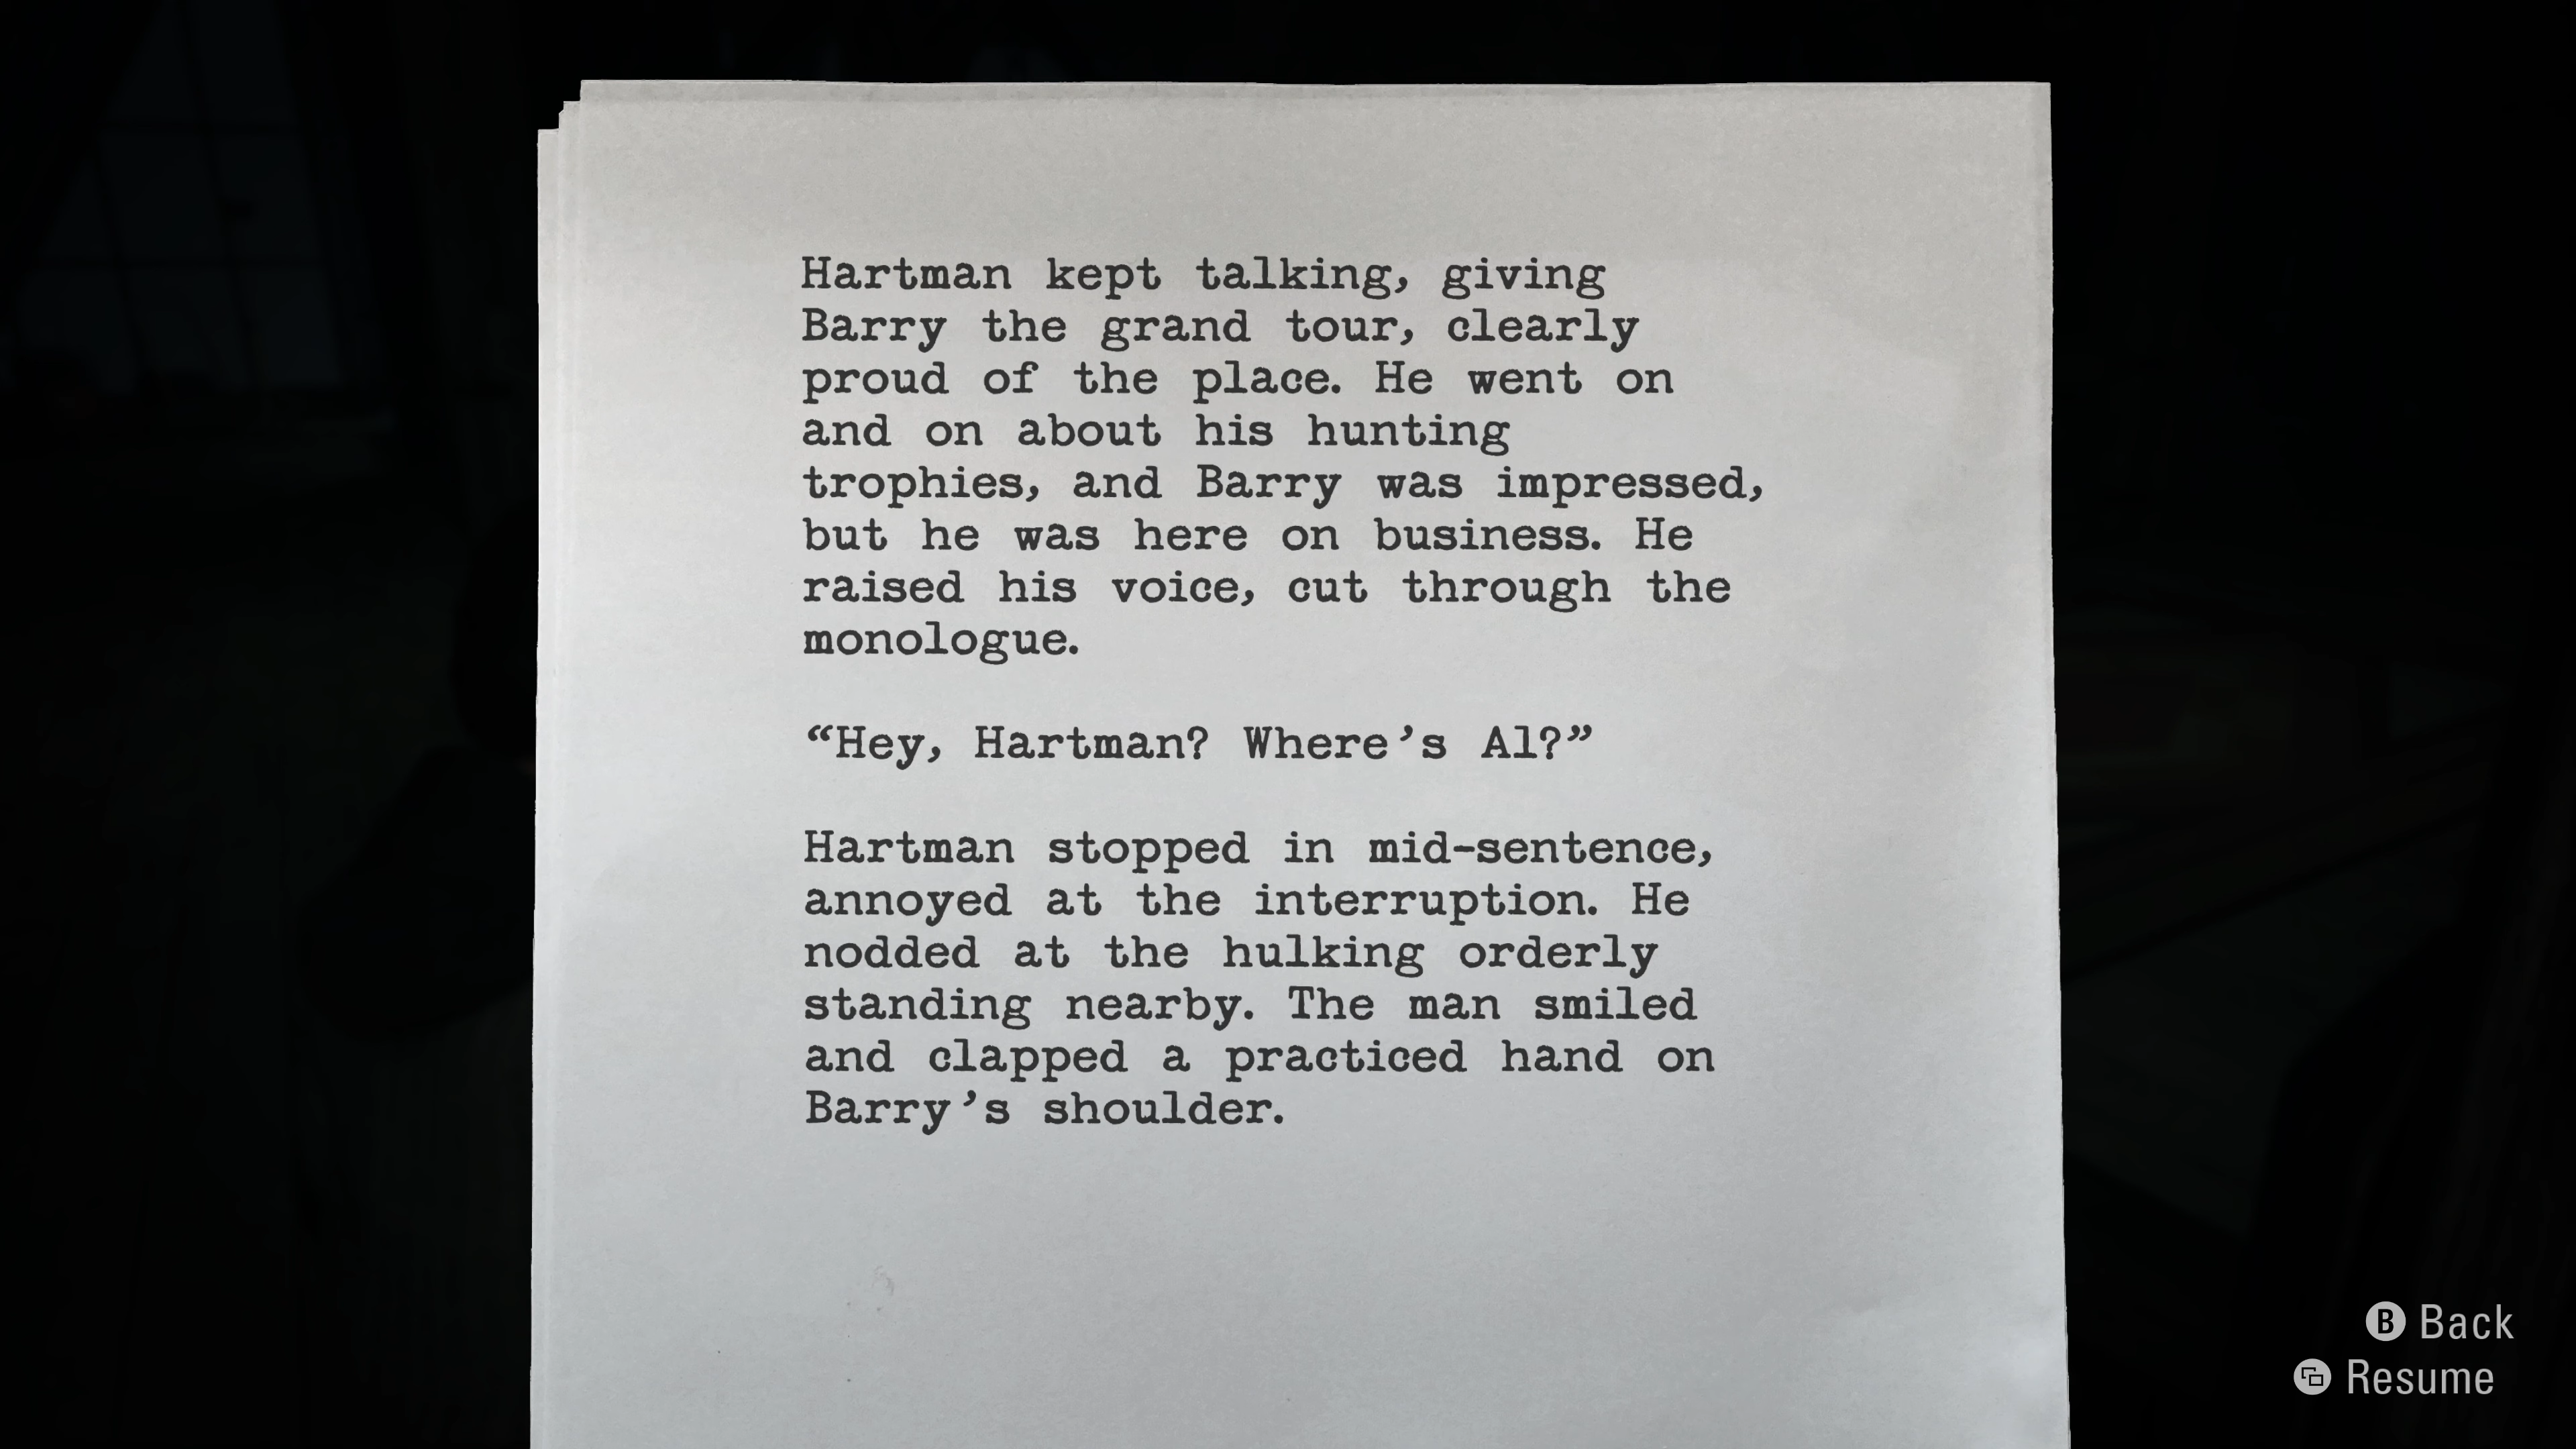 Hartman kept talking, giving
Barry the grand tour, clearly
proud of the place. He went on
and on about his hunting
trophies, and Barry was impressed,
but he was here on business. He
raised his voice, cut through the
monologue.
“Hey, Hartman? Where’s Al?”
Hartman stopped in mid-sentence,
annoyed at the interruption. He
nodded at the hulking orderly
standing nearby. The man smiled
and clapped a practiced hand on
Barry’s shoulder.
B Back
Resume